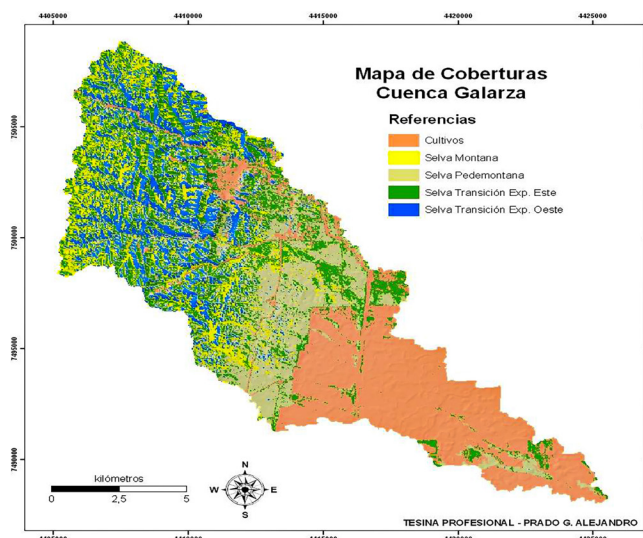 4405000 4410000 4415000 4420000 4425000
Mapa de Coberturas
Cuenca Galarza
Referencias
Cultivos
Selva Montana
Selva Pedemontana
Selva Transición Exp. Este
Selva Transición Exp. Oeste
7500000
7495000
7490000
kilómetros
0 2,5 5
N
W E
S
TESINA PROFESIONAL - PRADO G. ALEJANDRO